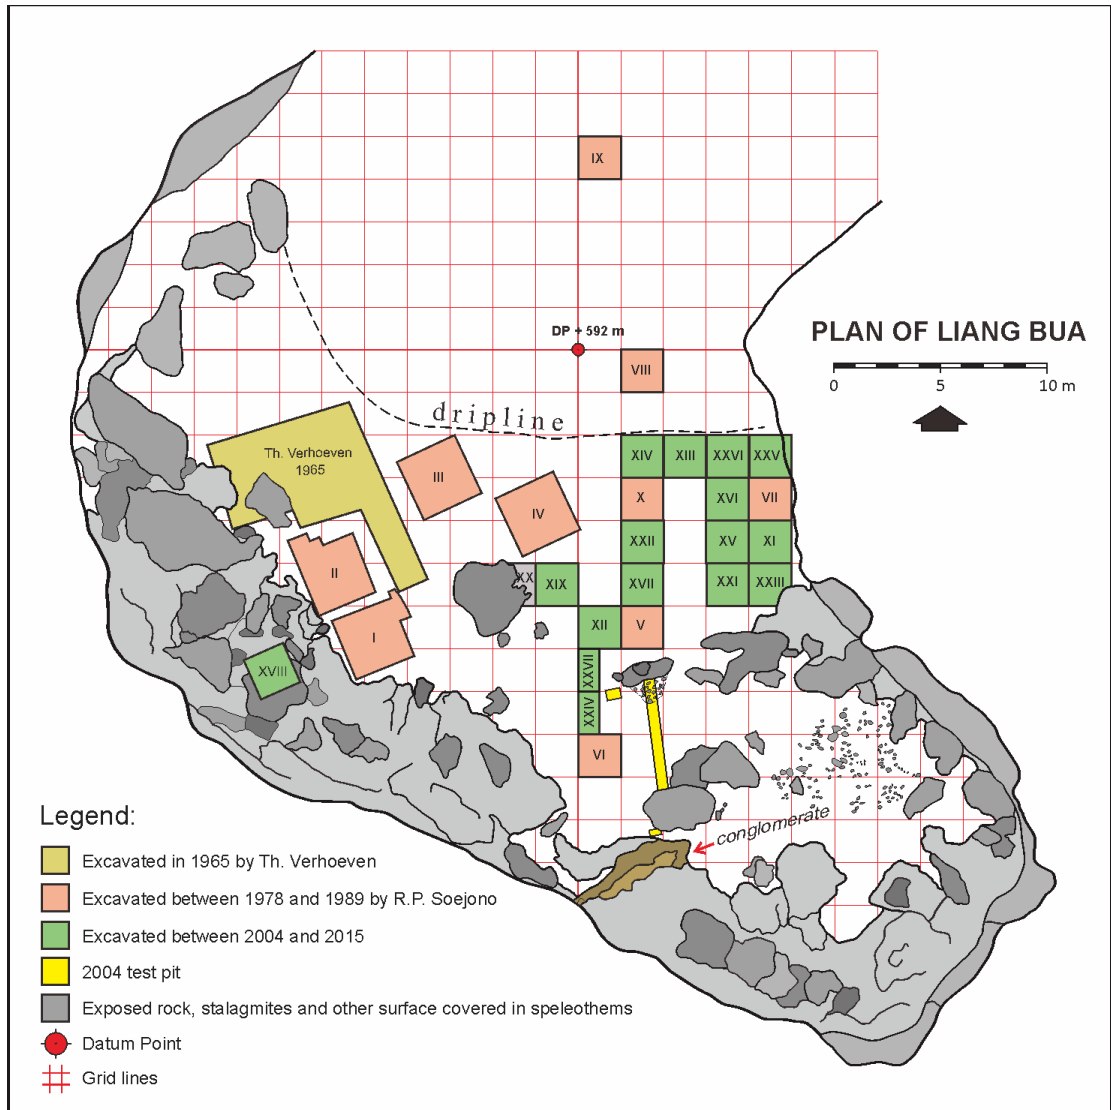 IX
DP + 592 m
PLAN OF LIANG BUA
0 5 10 m
VIII
dripline
Th. Verhoeven
1965
III
XIV XIII XXVI XXV
IV
X XVI VII
XXII XV XI
II
XX XIX XVII XXI XXIII
I
XII V
XVIII
XXVII
XXIV
VI
conglomerate
Legend:
Excavated in 1965 by Th. Verhoeven
Excavated between 1978 and 1989 by R.P. Soejono
Excavated between 2004 and 2015
2004 test pit
Exposed rock, stalagmites and other surface covered in speleothems
Datum Point
Grid lines